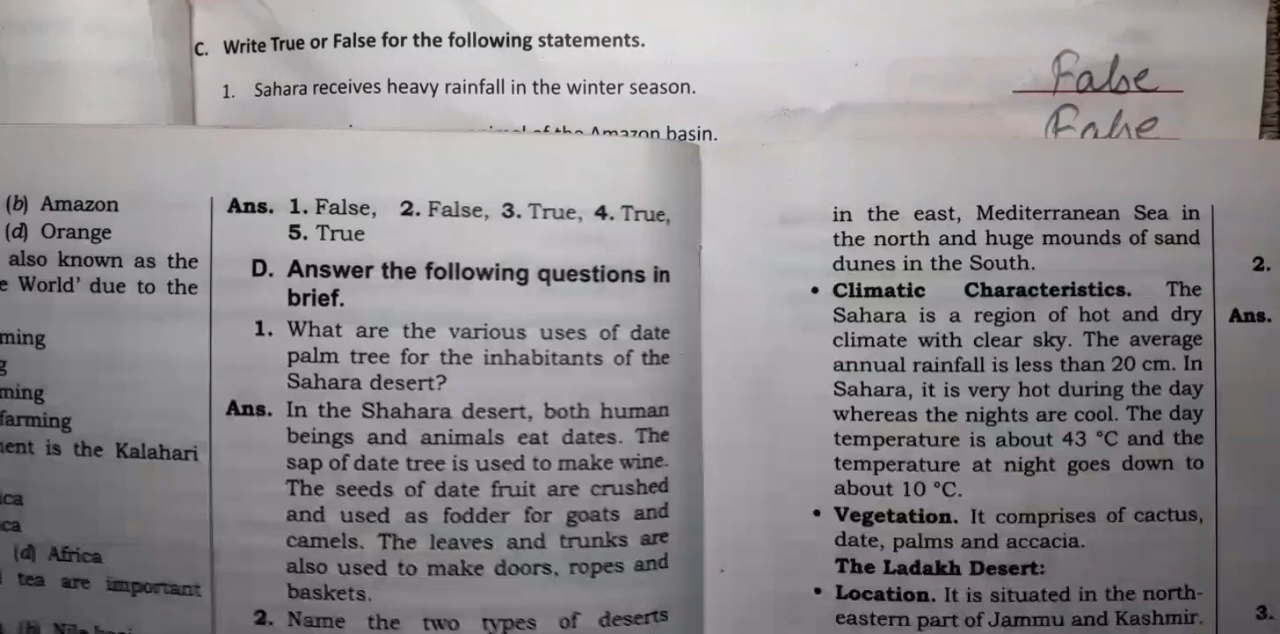 C. Write True or False for the following statements.
1. Sahara receives heavy rainfall in the winter season.
False
of the Amazon basin.
False
(b) Amazon
(d) Orange
also known as the
World' due to the
ming
ming
farming
is the Kalahari
(d) Africa
tea are important
Ans. 1. False, 2. False, 3. True, 4. True,
5. True
D. Answer the following questions in
brief.
1. What are the various uses of date
palm tree for the inhabitants of the
Sahara desert?
Ans. In the Shahara desert, both human
beings and animals eat dates. The
sap of date tree is used to make wine.
The seeds of date fruit are crushed
and used as fodder for goats and
camels. The leaves and trunks are
also used to make doors, ropes and
baskets.
2. Name the two types of deserts
in the east, Mediterranean Sea in
the north and huge mounds of sand
dunes in the South.
• Climatic Characteristics. The
Sahara is a region of hot and dry
climate with clear sky. The average
annual rainfall is less than 20 cm. In
Sahara, it is very hot during the day
whereas the nights are cool. The day
temperature is about 43 °C and the
temperature at night goes down to
about 10 °C.
• Vegetation. It comprises of cactus,
date, palms and accacia.
The Ladakh Desert:
• Location. It is situated in the north-
eastern part of Jammu and Kashmir.
2.
Ans.
3.